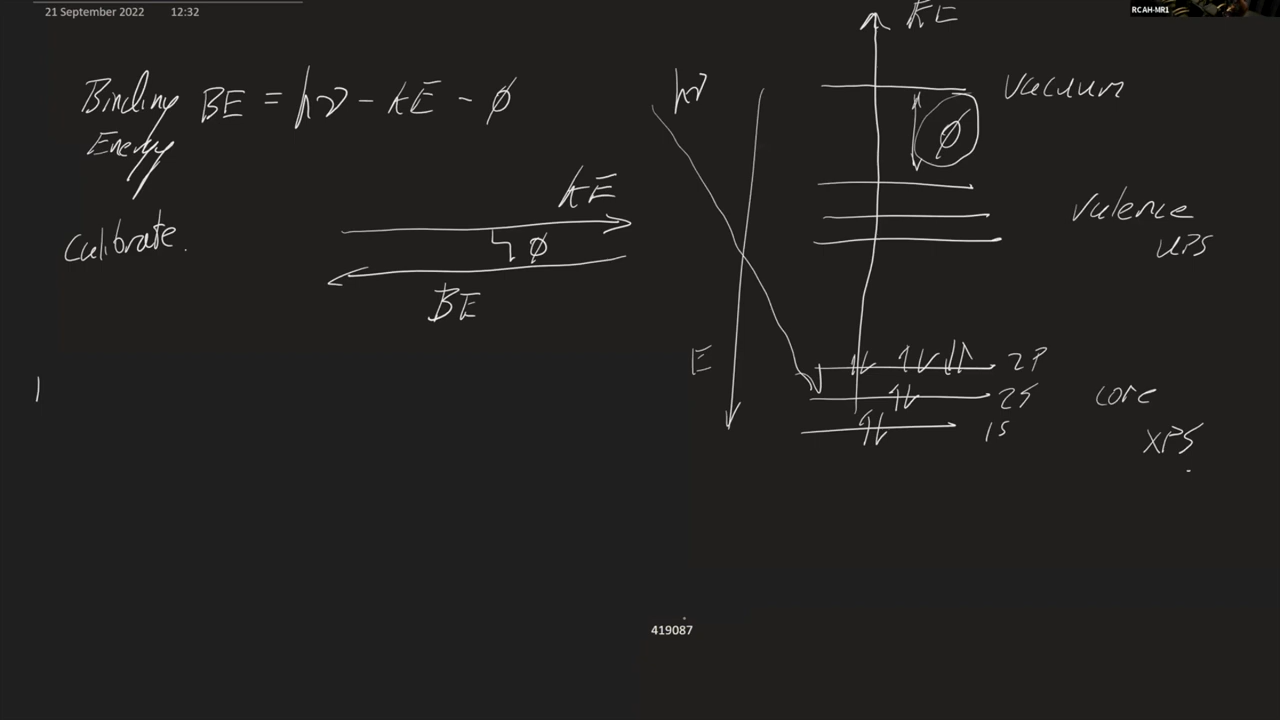 21 September 2022 12:32
RCAH-MR1
KE
Binding BE = hν - KE - φ
Energy
hν
vacuum
φ
KE
φ
BE
Calibrate.
valence
UPS
E
2P
2S
1S
core
XPS
419087